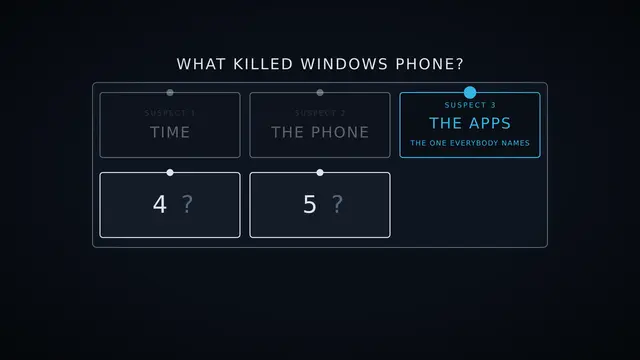 WHAT KILLED WINDOWS PHONE?
SUSPECT 1
TIME
SUSPECT 2
THE PHONE
SUSPECT 3
THE APPS
THE ONE EVERYBODY NAMES
4 ?
5 ?